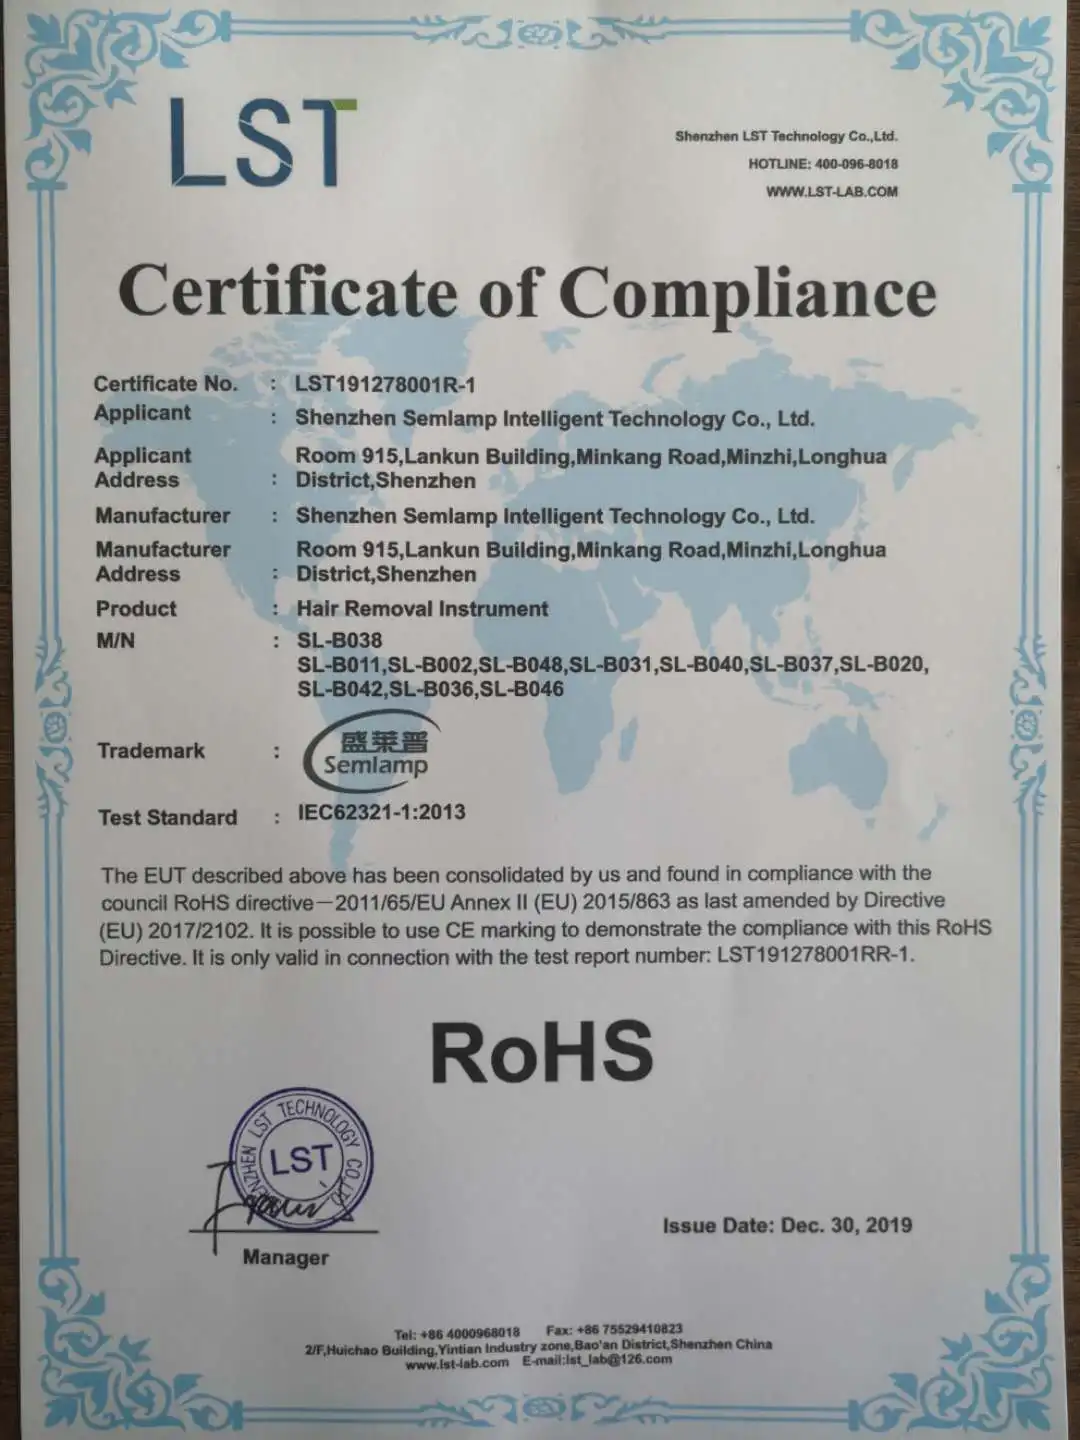 LST
Shenzhen LST Technology Co.,Ltd.
HOTLINE: 400-096-8018
WWW.LST-LAB.COM
Certificate of Compliance
Certificate No. : LST191278001R-1
Applicant : Shenzhen Semlamp Intelligent Technology Co., Ltd.
Applicant Room 915,Lankun Building,Minkang Road,Minzhi,Longhua
Address : District,Shenzhen
Manufacturer : Shenzhen Semlamp Intelligent Technology Co., Ltd.
Manufacturer Room 915,Lankun Building,Minkang Road,Minzhi,Longhua
Address : District,Shenzhen
Product : Hair Removal Instrument
M/N : SL-B038
SL-B011,SL-B002,SL-B048,SL-B031,SL-B040,SL-B037,SL-B020,
SL-B042,SL-B036,SL-B046
盛莱普
Trademark : Semlamp
Test Standard : IEC62321-1:2013
The EUT described above has been consolidated by us and found in compliance with the
council RoHS directive—2011/65/EU Annex II (EU) 2015/863 as last amended by Directive
(EU) 2017/2102. It is possible to use CE marking to demonstrate the compliance with this RoHS
Directive. It is only valid in connection with the test report number: LST191278001RR-1.
RoHS
SHENZHEN LST TECHNOLOGY CO.,LTD
LST
Issue Date: Dec. 30, 2019
Manager
Tel: +86 4000968018 Fax: +86 75529410823
2/F,Huichao Building,Yintian Industry zone,Bao'an District,Shenzhen China
www.lst-lab.com E-mail:lst_lab@126.com